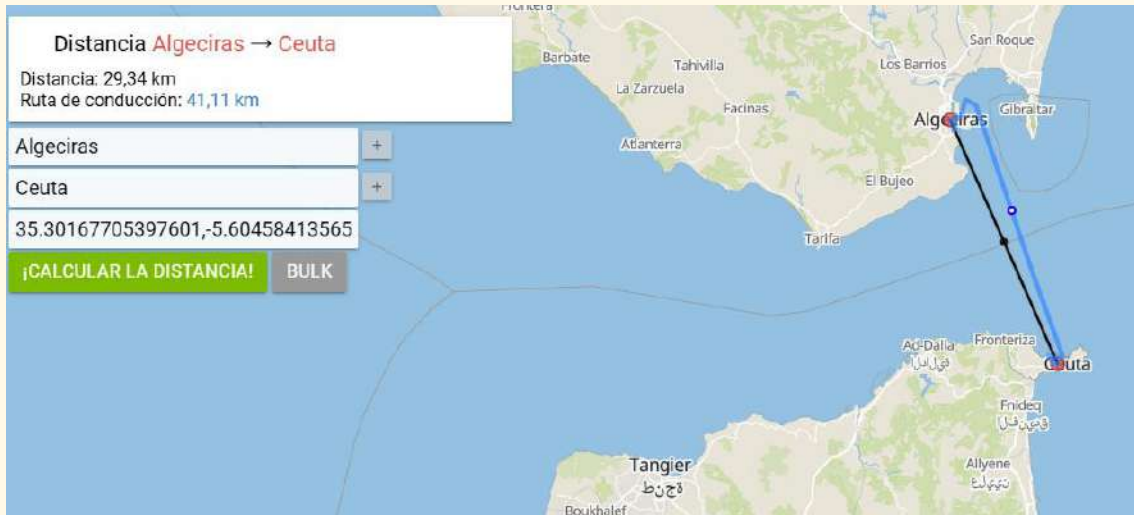 Distancia Algeciras → Ceuta
Distancia: 29,34 km
Ruta de conducción: 41,11 km
Algeciras
+
Ceuta
+
35.30167705397601,-5.60458413565
¡CALCULAR LA DISTANCIA!
BULK
Frontera
Barbate
Tahivilla
La Zarzuela
Facinas
Atlanterra
San Roque
Los Barrios
Gibraltar
Algeciras
El Bujeo
Tarifa
Ad-Dalia
Fronteriza
Ceuta
Fnideq
Allyene
Tangier
Boukhalef